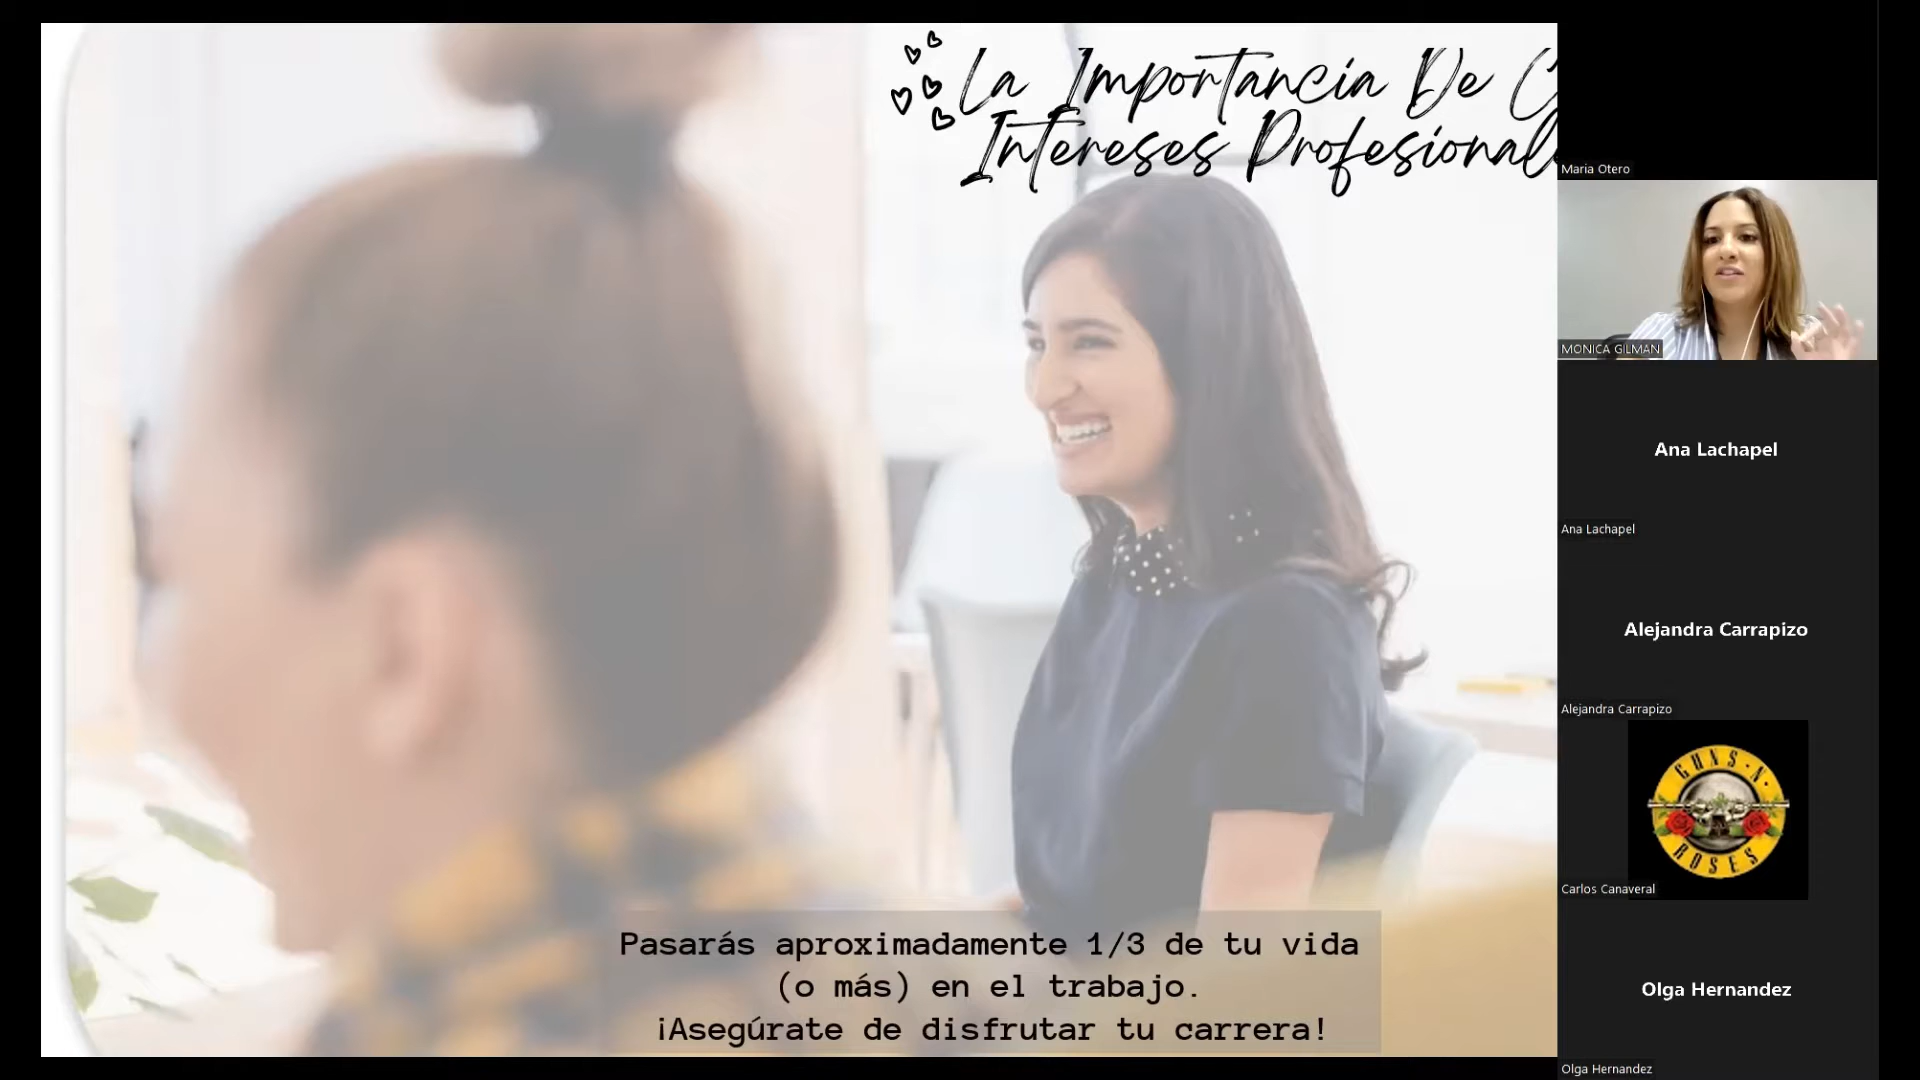 La Importancia De
Intereses Profesional
Pasarás aproximadamente 1/3 de tu vida
(o más) en el trabajo.
¡Asegúrate de disfrutar tu carrera!
Maria Otero
MONICA GILMAN
Ana Lachapel
Ana Lachapel
Alejandra Carrapizo
Alejandra Carrapizo
GUNS N'
ROSES
Carlos Canaveral
Olga Hernandez
Olga Hernandez